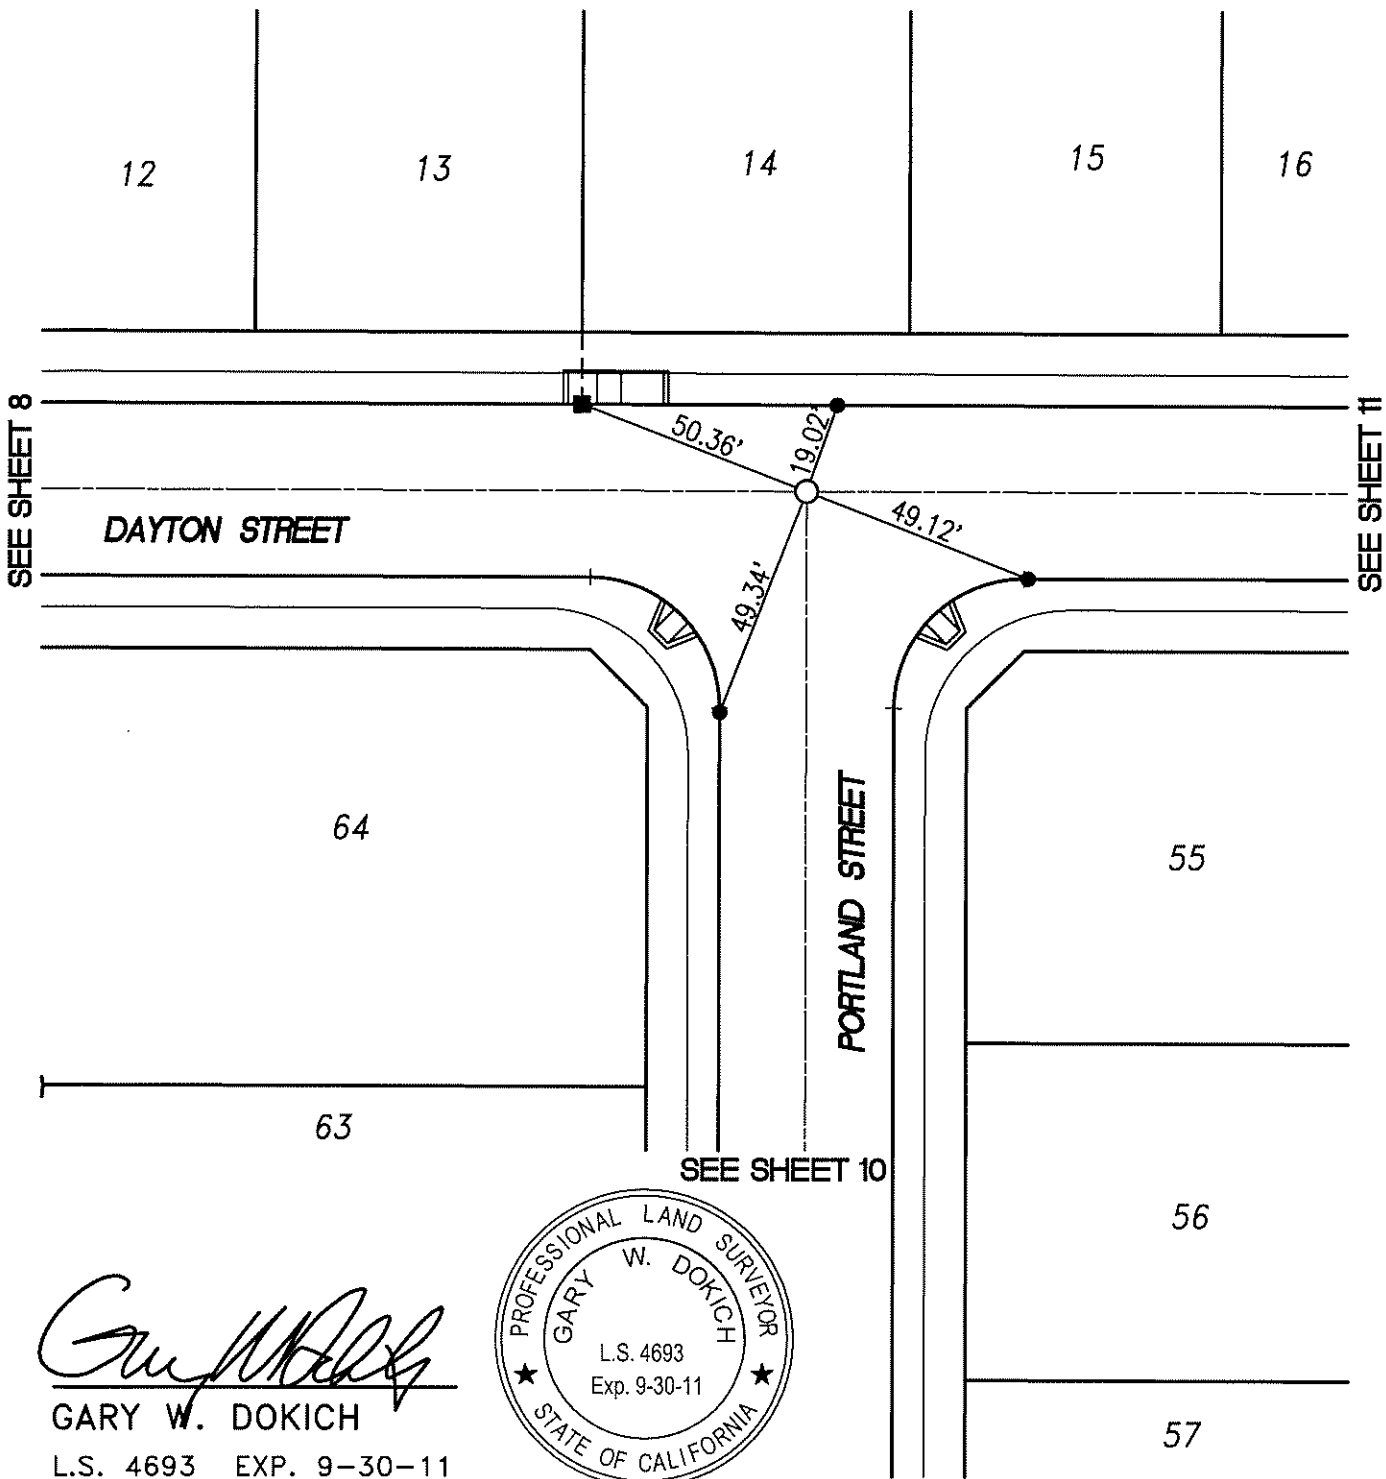 12
13
14
15
16
SEE SHEET 8
SEE SHEET 11
50.36'
19.02'
49.12'
49.34'
DAYTON STREET
PORTLAND STREET
64
55
63
SEE SHEET 10
56
57
PROFESSIONAL LAND SURVEYOR
GARY W. DOKICH
L.S. 4693
Exp. 9-30-11
STATE OF CALIFORNIA
GARY W. DOKICH
L.S. 4693 EXP. 9-30-11